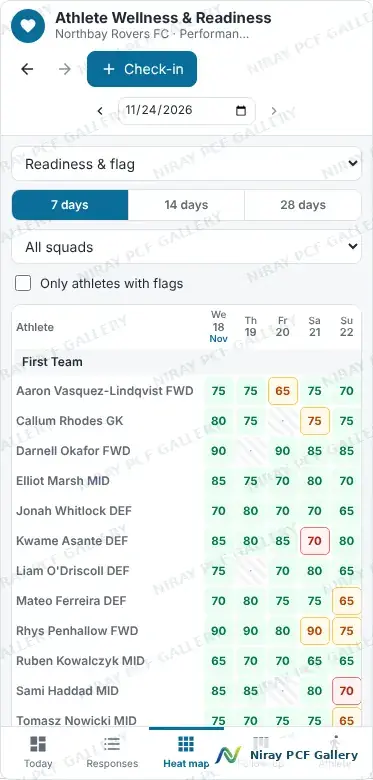 Athlete Wellness & Readiness
Northbay Rovers FC · Performan...
+ Check-in
11/24/2026
Readiness & flag
7 days 14 days 28 days
All squads
Only athletes with flags
Athlete We 18 Nov Th 19 Fr 20 Sa 21 Su 22
First Team
Aaron Vasquez-Lindqvist FWD 75 75 65 75 70
Callum Rhodes GK 80 75 · 75 75
Darnell Okafor FWD 90 · 90 85 85
Elliot Marsh MID 85 75 70 80 70
Jonah Whitlock DEF 70 80 70 70 65
Kwame Asante DEF 85 80 85 70 80
Liam O'Driscoll DEF 75 · 70 80 65
Mateo Ferreira DEF 70 80 75 75 65
Rhys Penhallow FWD 90 90 80 90 75
Ruben Kowalczyk MID 65 70 70 65 65
Sami Haddad MID 85 85 · 80 70
Tomasz Nowicki MID 75 70 75 75 65
Today Responses Heat map
Niray PCF Gallery
NIRAY PCF GALLERY